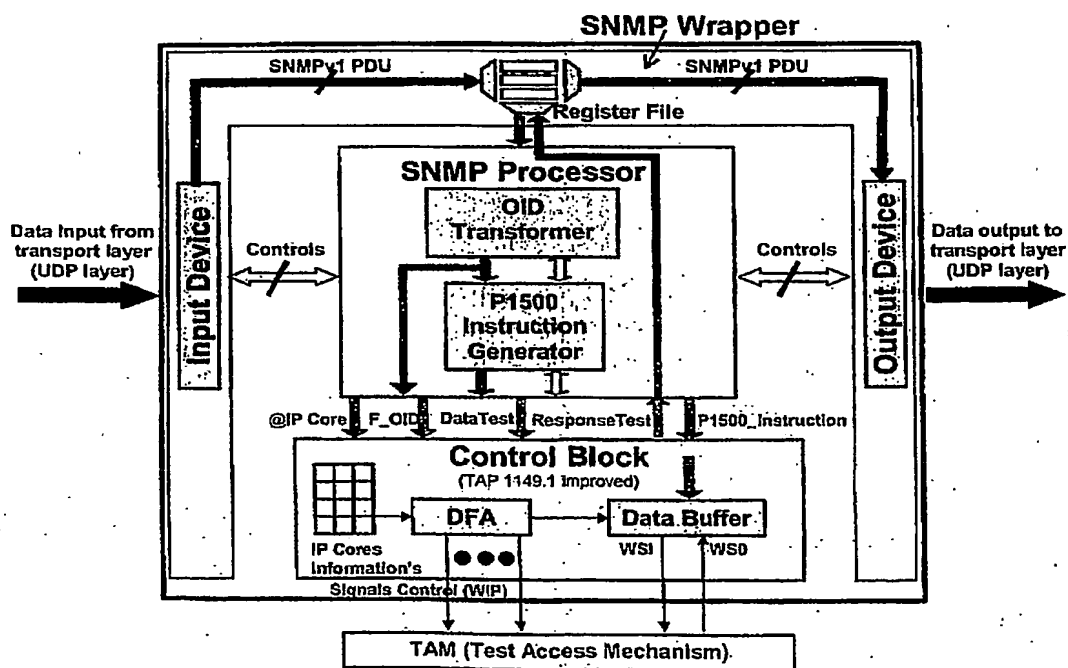 SNMP Wrapper
SNMPv1 PDU
SNMPv1 PDU
Register File
SNMP Processor
OID
Transformer
P1500
Instruction
Generator
Data Input from
transport layer
(UDP layer)
Input Device
Controls
Controls
Output Device
Data output to
transport layer
(UDP layer)
@IP Core
F_OID
DataTest
ResponseTest
P1500_Instruction
Control Block
(TAP 1149.1 Improved)
DFA
Data Buffer
IP Cores
Information's
WSI
WSO
Signals Control (WIP)
TAM (Test Access Mechanism)